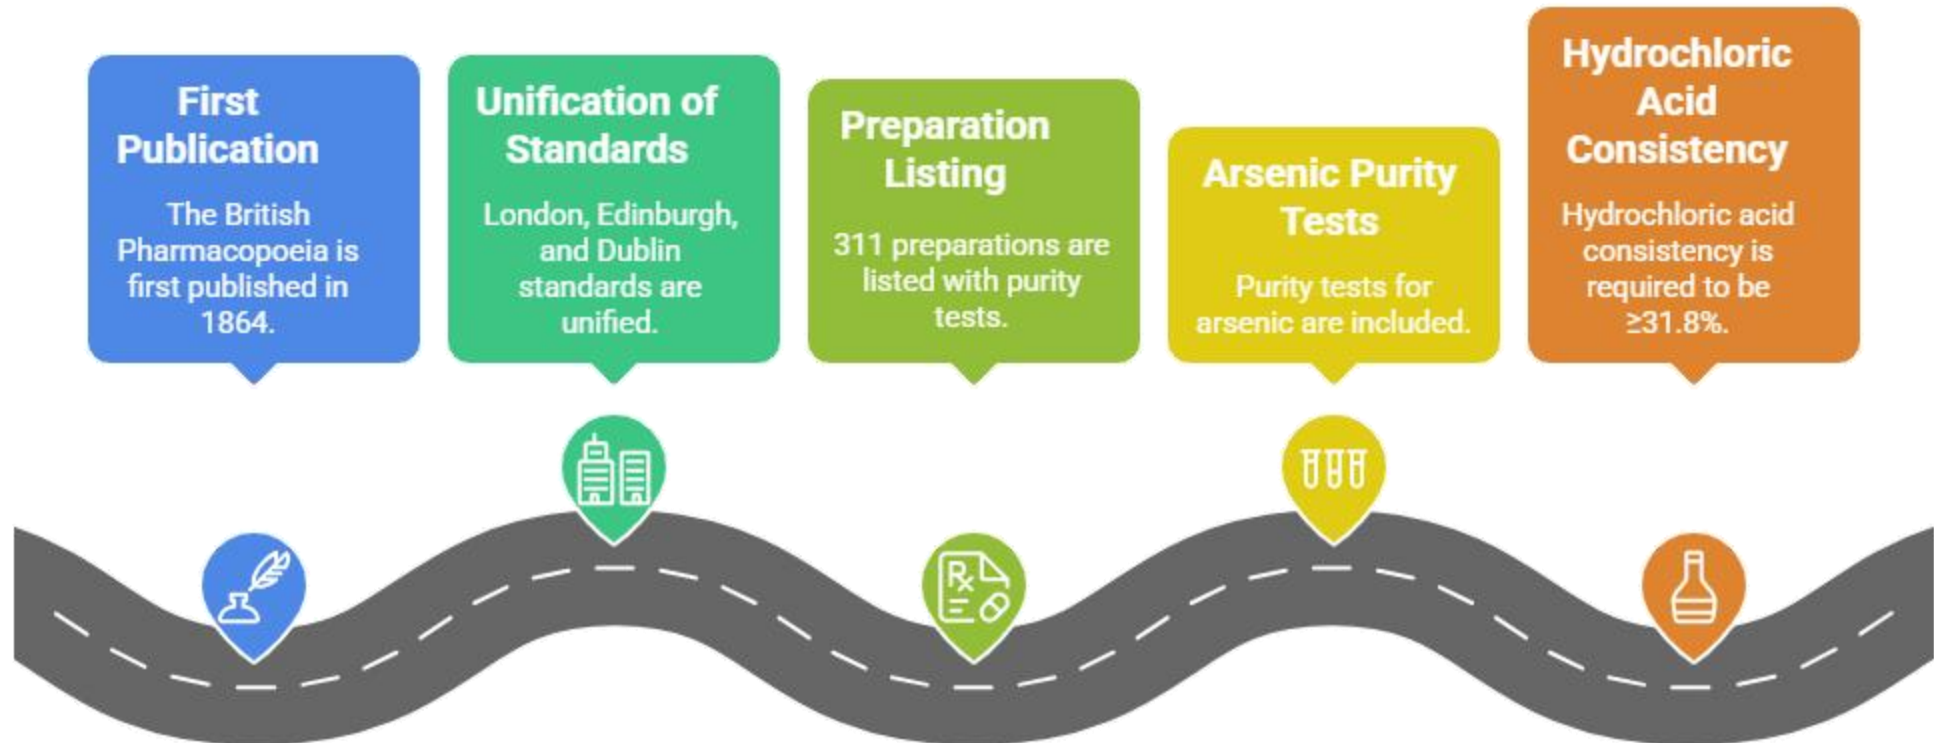 First
Publication
The British
Pharmacopoeia is
first published in
1864.
Unification of
Standards
London, Edinburgh,
and Dublin
standards are
unified.
Preparation
Listing
311 preparations are
listed with purity
tests.
Arsenic Purity
Tests
Purity tests for
arsenic are included.
Hydrochloric
Acid
Consistency
Hydrochloric acid
consistency is
required to be
≥31.8%.
Rx